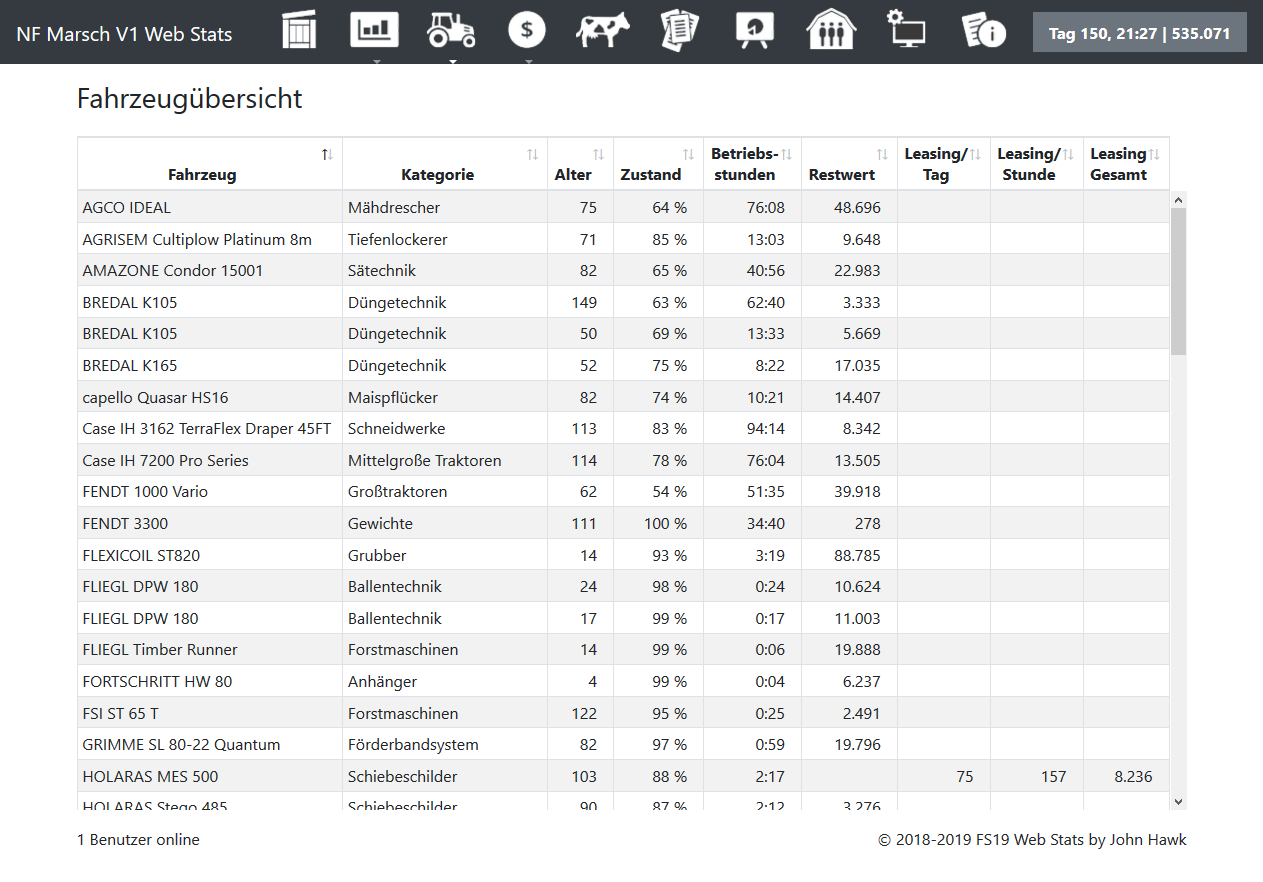 NF Marsch V1 Web Stats
Tag 150, 21:27 | 535.071
Fahrzeugübersicht
Fahrzeug Kategorie Alter Zustand Betriebs-stunden Restwert Leasing/Tag Leasing/Stunde Leasing Gesamt
AGCO IDEAL Mähdrescher 75 64 % 76:08 48.696
AGRISEM Cultiplow Platinum 8m Tiefenlockerer 71 85 % 13:03 9.648
AMAZONE Condor 15001 Sätechnik 82 65 % 40:56 22.983
BREDAL K105 Düngetechnik 149 63 % 62:40 3.333
BREDAL K105 Düngetechnik 50 69 % 13:33 5.669
BREDAL K165 Düngetechnik 52 75 % 8:22 17.035
capello Quasar HS16 Maispflücker 82 74 % 10:21 14.407
Case IH 3162 TerraFlex Draper 45FT Schneidwerke 113 83 % 94:14 8.342
Case IH 7200 Pro Series Mittelgroße Traktoren 114 78 % 76:04 13.505
FENDT 1000 Vario Großtraktoren 62 54 % 51:35 39.918
FENDT 3300 Gewichte 111 100 % 34:40 278
FLEXICOIL ST820 Grubber 14 93 % 3:19 88.785
FLIEGL DPW 180 Ballentechnik 24 98 % 0:24 10.624
FLIEGL DPW 180 Ballentechnik 17 99 % 0:17 11.003
FLIEGL Timber Runner Forstmaschinen 14 99 % 0:06 19.888
FORTSCHRITT HW 80 Anhänger 4 99 % 0:04 6.237
FSI ST 65 T Forstmaschinen 122 95 % 0:25 2.491
GRIMME SL 80-22 Quantum Förderbandsystem 82 97 % 0:59 19.796
HOLARAS MES 500 Schiebeschilder 103 88 % 2:17 75 157 8.236
HOLARAS Stego 485 Schiebeschilder 90 87 % 2:12 3.276
1 Benutzer online
© 2018-2019 FS19 Web Stats by John Hawk